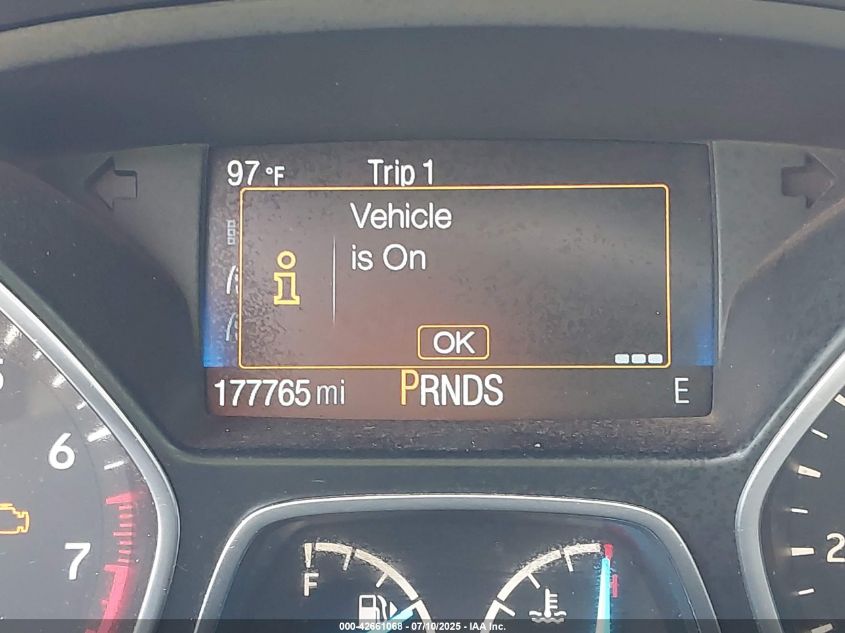 97 °F Trip 1
Vehicle
is On
i
OK
177765 mi PRNDS E
6
7
F
H
2
000-42661068 - 07/10/2025 - IAA Inc.